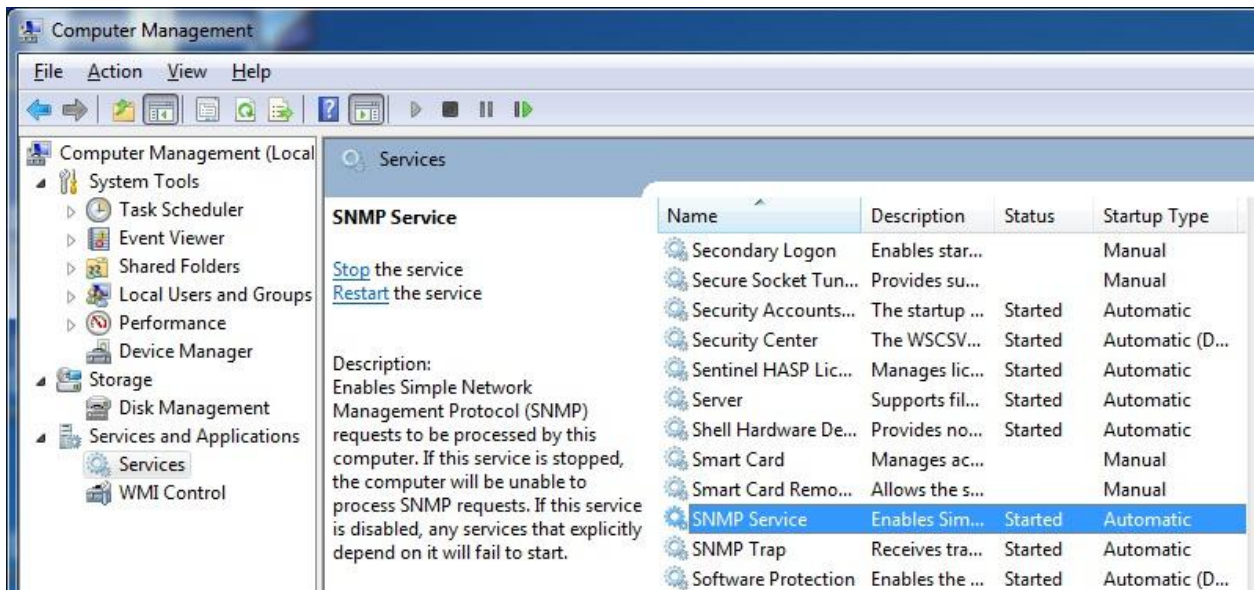 Computer Management
File Action View Help
Computer Management (Local
System Tools
Task Scheduler
Event Viewer
Shared Folders
Local Users and Groups
Performance
Device Manager
Storage
Disk Management
Services and Applications
Services
WMI Control
Services
SNMP Service
Stop the service
Restart the service
Description:
Enables Simple Network
Management Protocol (SNMP)
requests to be processed by this
computer. If this service is stopped,
the computer will be unable to
process SNMP requests. If this service
is disabled, any services that explicitly
depend on it will fail to start.
Name Description Status Startup Type
Secondary Logon Enables star... Manual
Secure Socket Tun... Provides su... Manual
Security Accounts... The startup ... Started Automatic
Security Center The WSCSV... Started Automatic (D...
Sentinel HASP Lic... Manages lic... Started Automatic
Server Supports fil... Started Automatic
Shell Hardware De... Provides no... Started Automatic
Smart Card Manages ac... Manual
Smart Card Remo... Allows the s... Manual
SNMP Service Enables Sim... Started Automatic
SNMP Trap Receives tra... Started Automatic
Software Protection Enables the ... Started Automatic (D...